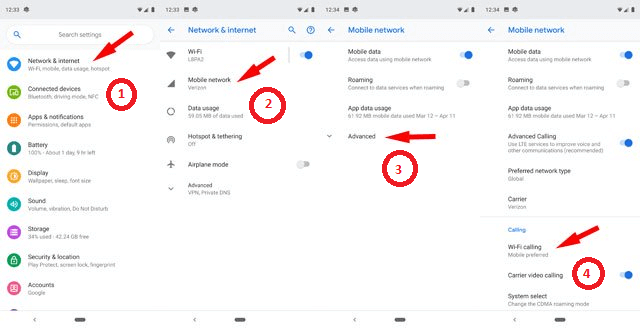 12:33
Search settings
Network & internet
Wi-Fi, mobile, data usage, hotspot
Connected devices
Bluetooth, driving mode, NFC
1
Apps & notifications
Permissions, default apps
Battery
100% - About 1 day, 9 hr left
Display
Wallpaper, sleep, font size
Sound
Volume, vibration, Do Not Disturb
Storage
34% used - 42.24 GB free
Security & location
Play Protect, screen lock, fingerprint
Accounts
Google
12:33
Network & internet
Wi-Fi
LBPA2
Mobile network
Verizon
2
Data usage
59.05 MB of data used
Hotspot & tethering
Off
Airplane mode
Advanced
VPN, Private DNS
12:34
Mobile network
Mobile data
Access data using mobile network
Roaming
Connect to data services when roaming
App data usage
61.92 MB mobile data used Mar 12 – Apr 11
Advanced
3
12:34
Mobile network
Mobile data
Access data using mobile network
Roaming
Connect to data services when roaming
App data usage
61.92 MB mobile data used Mar 12 – Apr 11
Advanced Calling
Use LTE services to improve voice and
other communications (recommended)
Preferred network type
Global
Carrier
Verizon
Calling
Wi-Fi calling
Mobile preferred
4
Carrier video calling
System select
Change the CDMA roaming mode